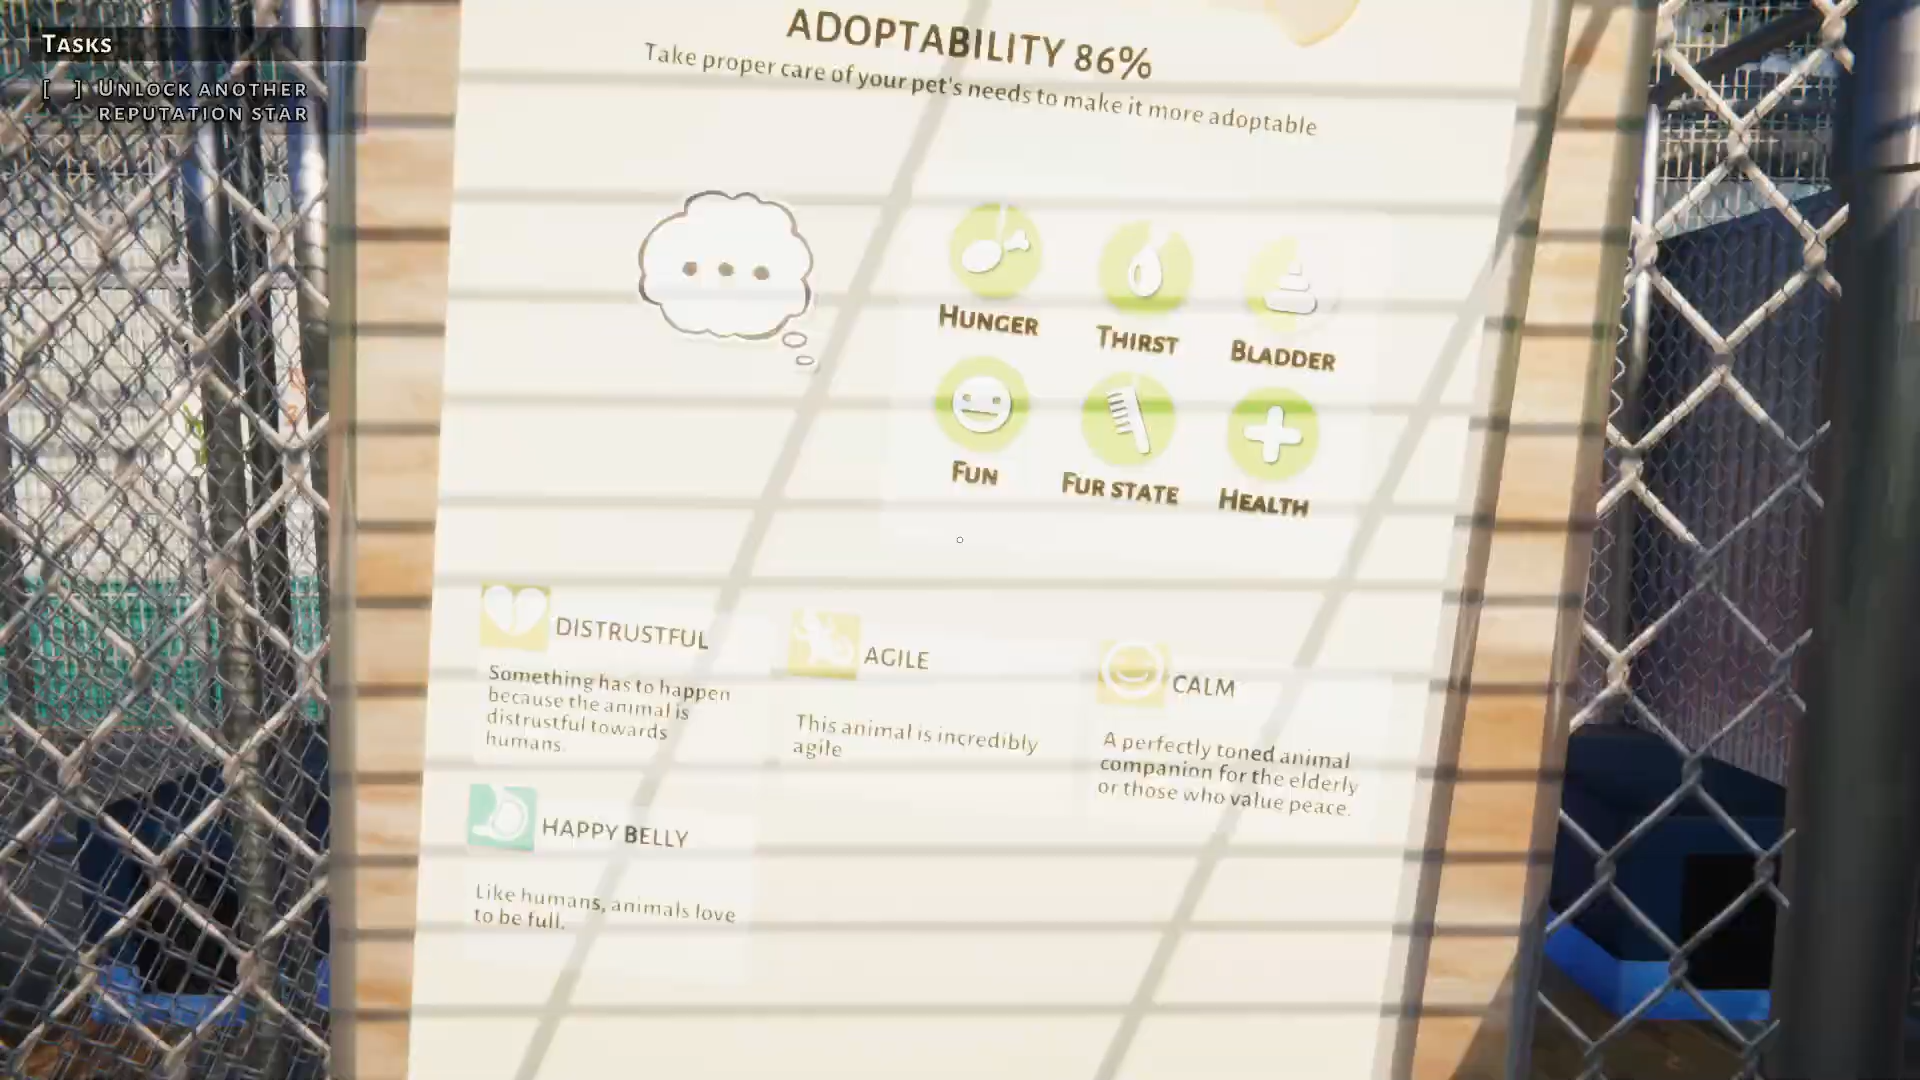 TASKS
[ ] UNLOCK ANOTHER
REPUTATION STAR
ADOPTABILITY 86%
Take proper care of your pet's needs to make it more adoptable
HUNGER
THIRST
BLADDER
FUN
FUR STATE
HEALTH
DISTRUSTFUL
Something has to happen
because the animal is
distrustful towards
humans.
AGILE
This animal is incredibly
agile
CALM
A perfectly toned animal
companion for the elderly
or those who value peace.
HAPPY BELLY
Like humans, animals love
to be full.